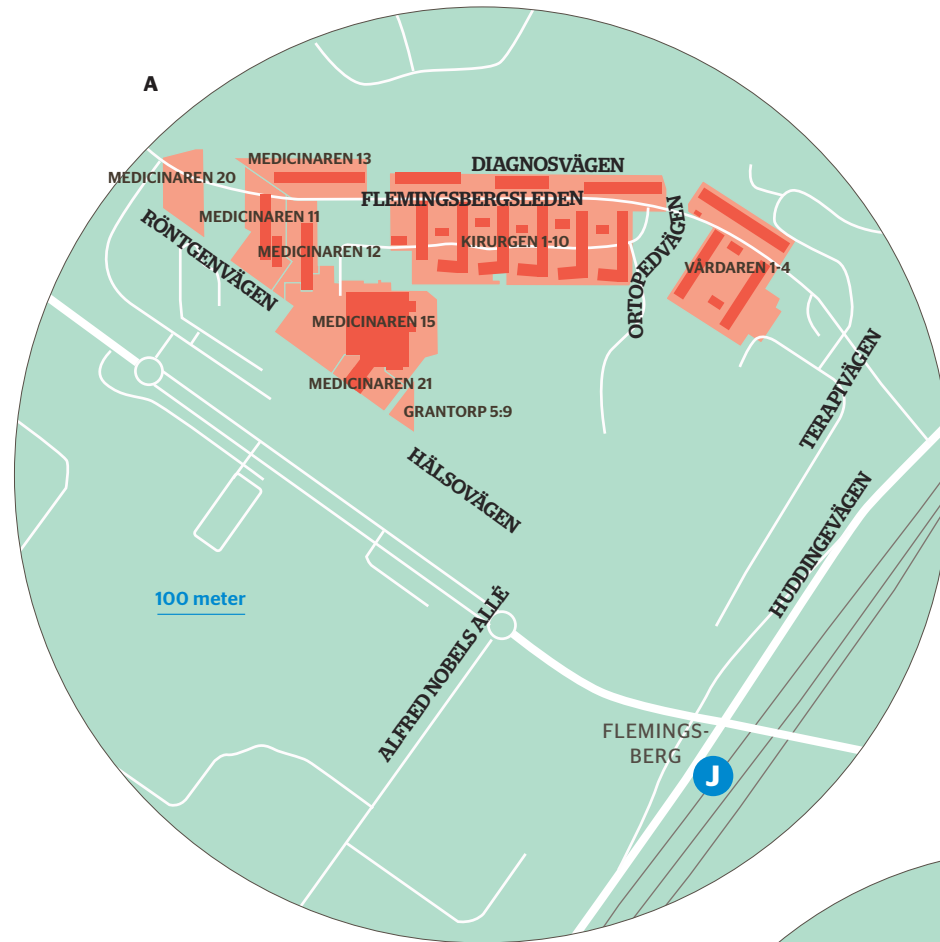 A
MEDICINAREN 13
DIAGNOSVÄGEN
MEDICINAREN 20
FLEMINGSBERGSLEDEN
MEDICINAREN 11
RÖNTGENVÄGEN
MEDICINAREN 12
KIRURGEN 1-10
ORTOPEDVÄGEN
VÅRDAREN 1-4
MEDICINAREN 15
MEDICINAREN 21
GRANTORP 5:9
TERAPIVÄGEN
HÄLSOVÄGEN
HUDDINGEVÄGEN
100 meter
ALFRED NOBELS ALLÉ
FLEMINGS-
BERG
J